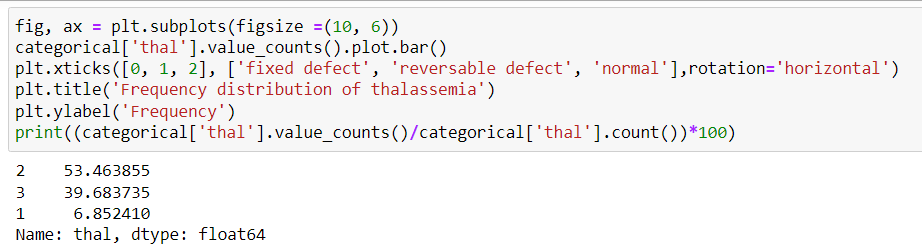 fig, ax = plt.subplots(figsize =(10, 6))
categorical['thal'].value_counts().plot.bar()
plt.xticks([0, 1, 2], ['fixed defect', 'reversable defect', 'normal'],rotation='horizontal')
plt.title('Frequency distribution of thalassemia')
plt.ylabel('Frequency')
print((categorical['thal'].value_counts()/categorical['thal'].count())*100)
2    53.463855
3    39.683735
1     6.852410
Name: thal, dtype: float64